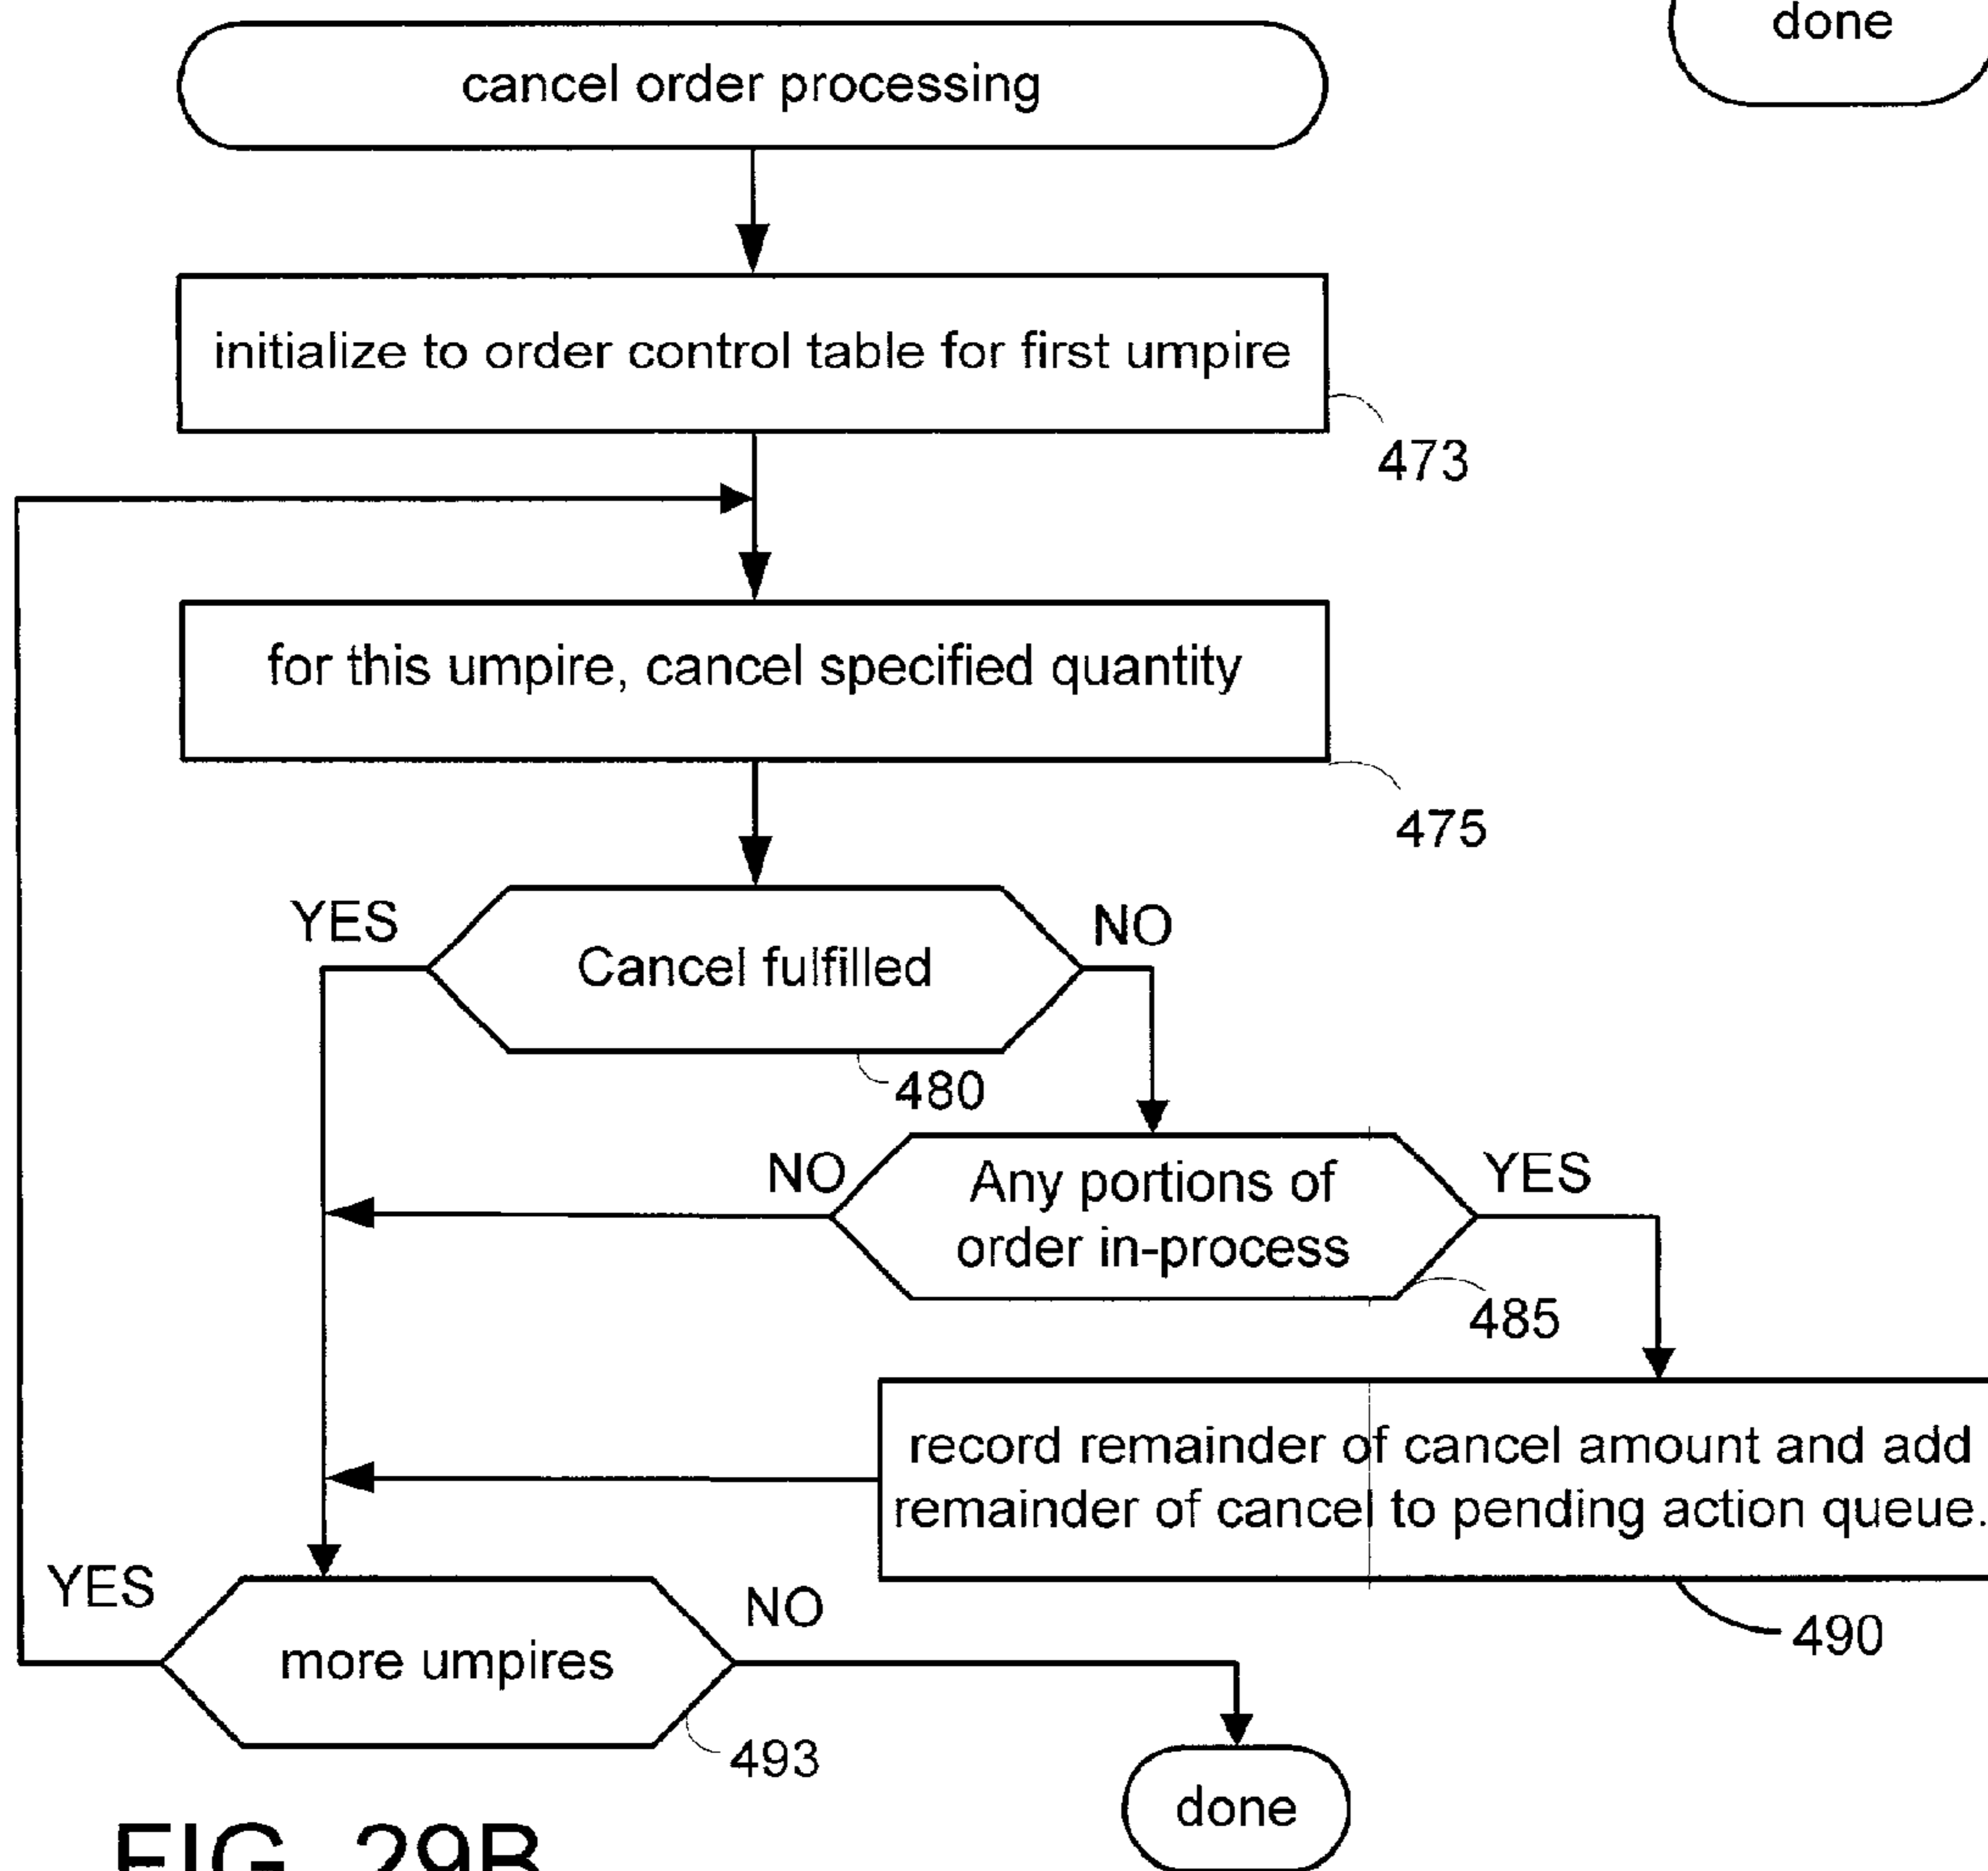 done
cancel order processing
initialize to order control table for first umpire
473
for this umpire, cancel specified quantity
475
YES
NO
Cancel fulfilled
480
NO
YES
Any portions of
order in-process
485
record remainder of cancel amount and add
remainder of cancel to pending action queue.
490
YES
NO
more umpires
493
done
FIG. 29B